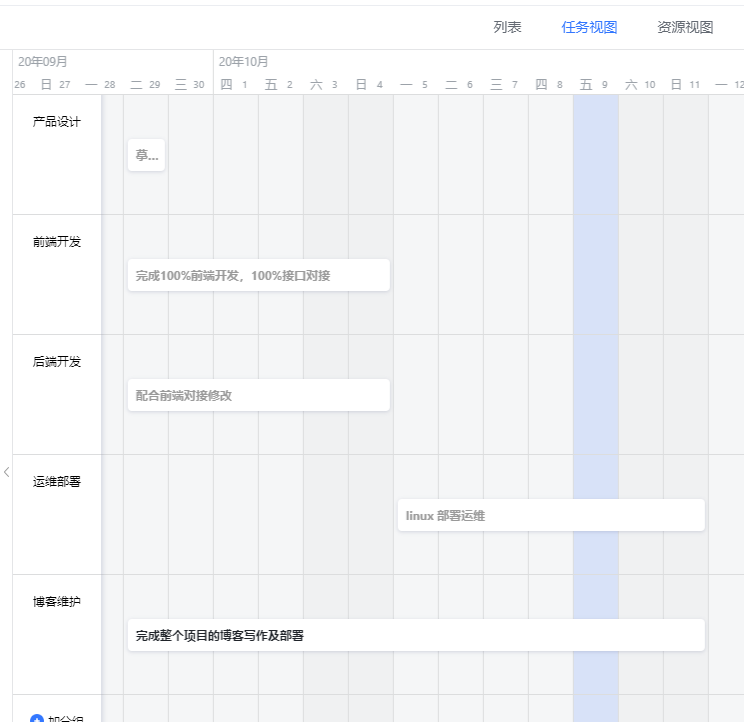 列表 任务视图 资源视图
20年09月 20年10月
26 日 27 一 28 二 29 三 30 四 1 五 2 六 3 日 4 一 5 二 6 三 7 四 8 五 9 六 10 日 11 一 12
产品设计
...
前端开发
完成100%前端开发，100%接口对接
后端开发
配合前端对接修改
运维部署
linux 部署运维
博客维护
完成整个项目的博客写作及部署
加分组